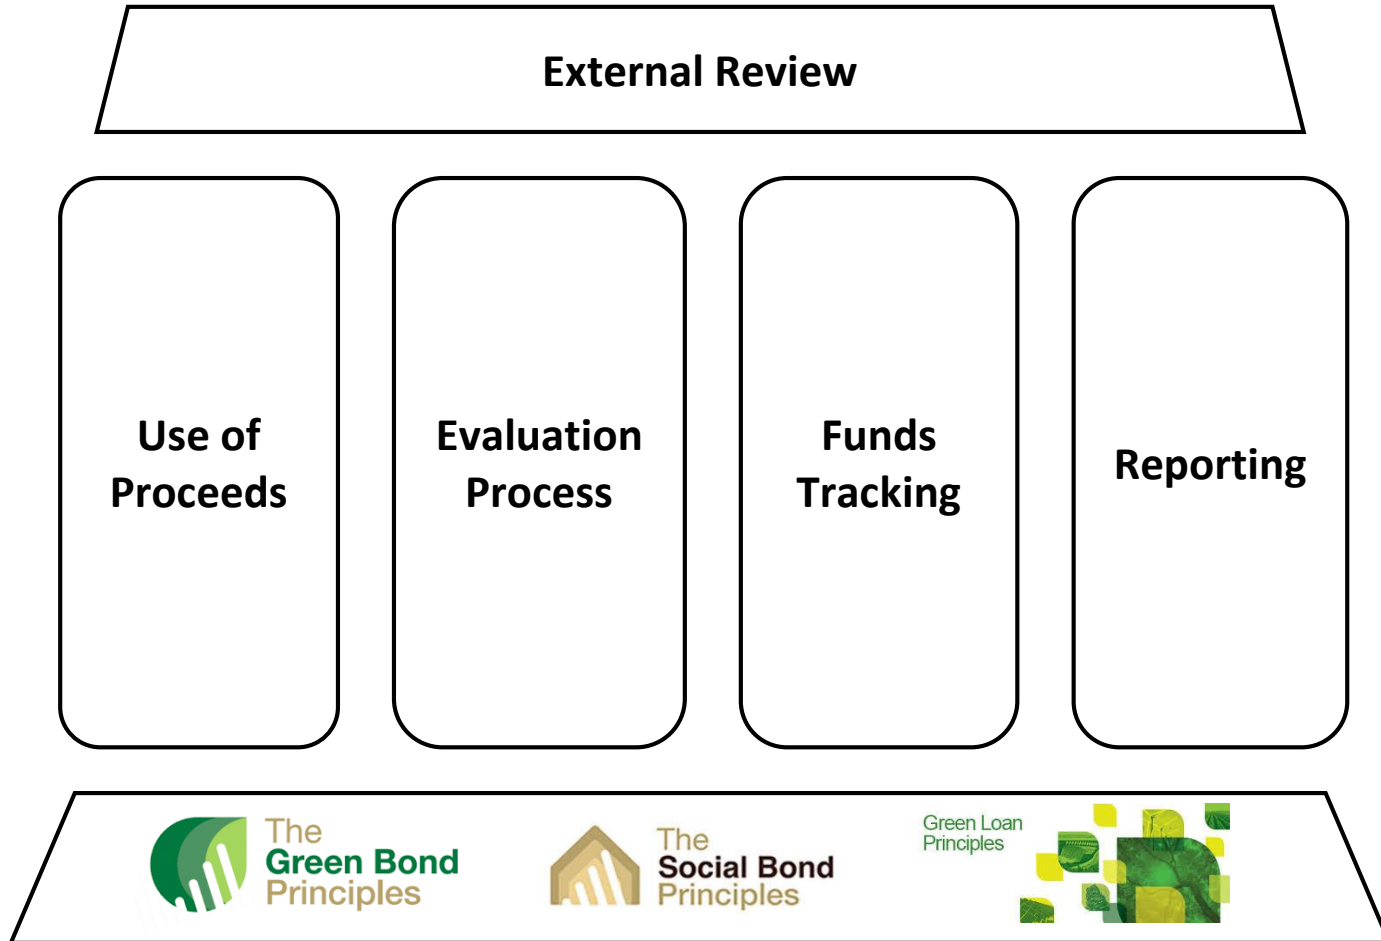 External Review
Use of
Proceeds
Evaluation
Process
Funds
Tracking
Reporting
The
Green Bond
Principles
The
Social Bond
Principles
Green Loan
Principles